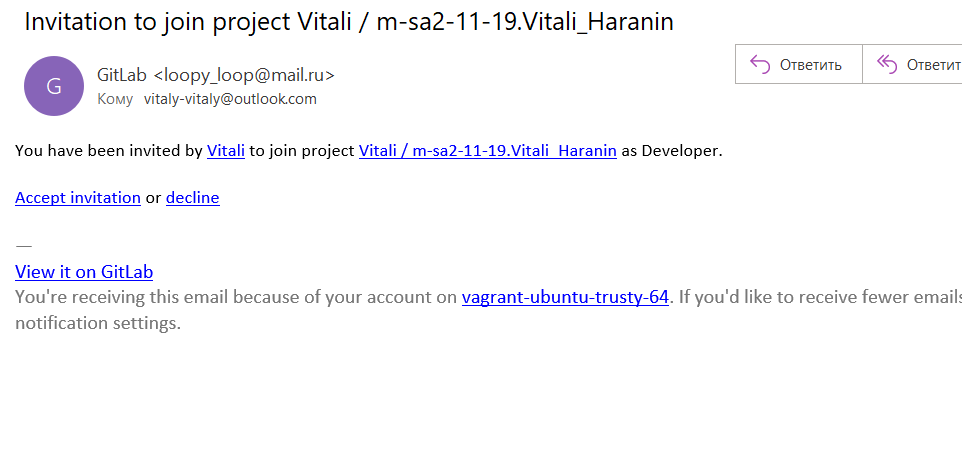 Invitation to join project Vitali / m-sa2-11-19.Vitali_Haranin
G
GitLab <loopy_loop@mail.ru>
Кому vitaly-vitaly@outlook.com
Ответить
Ответит
You have been invited by Vitali to join project Vitali / m-sa2-11-19.Vitali_Haranin as Developer.
Accept invitation or decline
—
View it on GitLab
You're receiving this email because of your account on vagrant-ubuntu-trusty-64. If you'd like to receive fewer emails
notification settings.